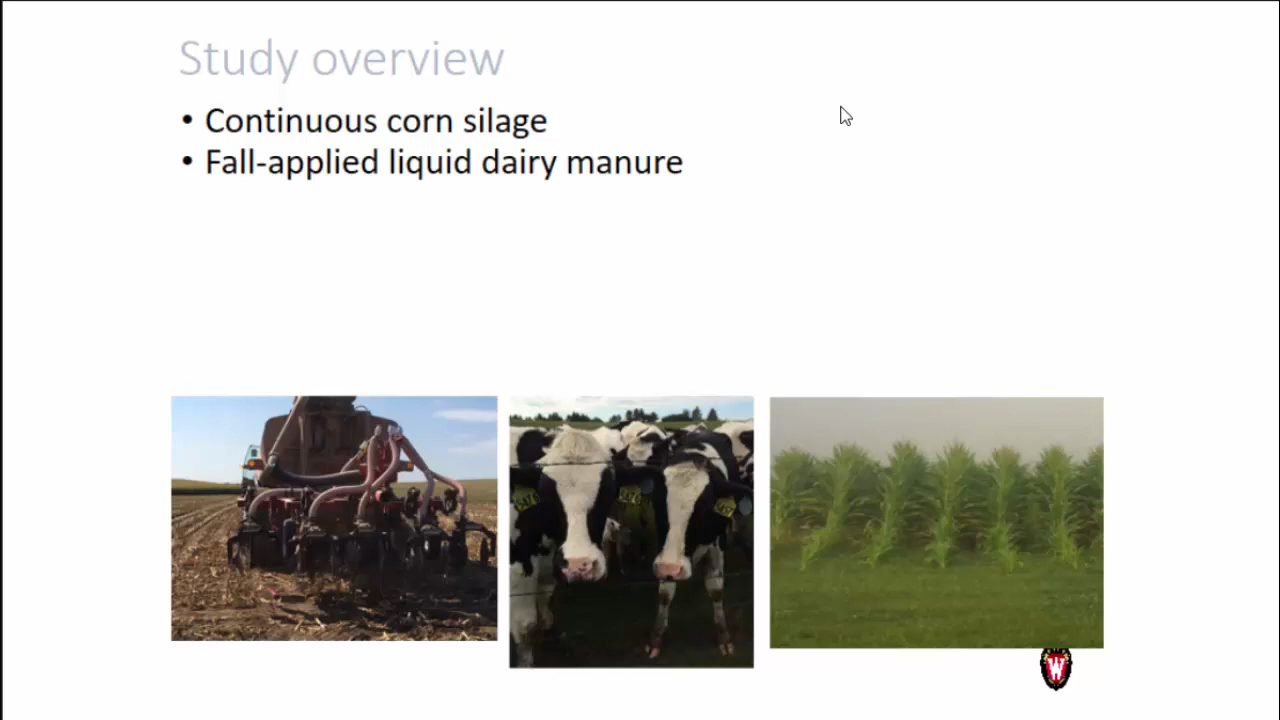 Study overview
• Continuous corn silage
• Fall-applied liquid dairy manure
W